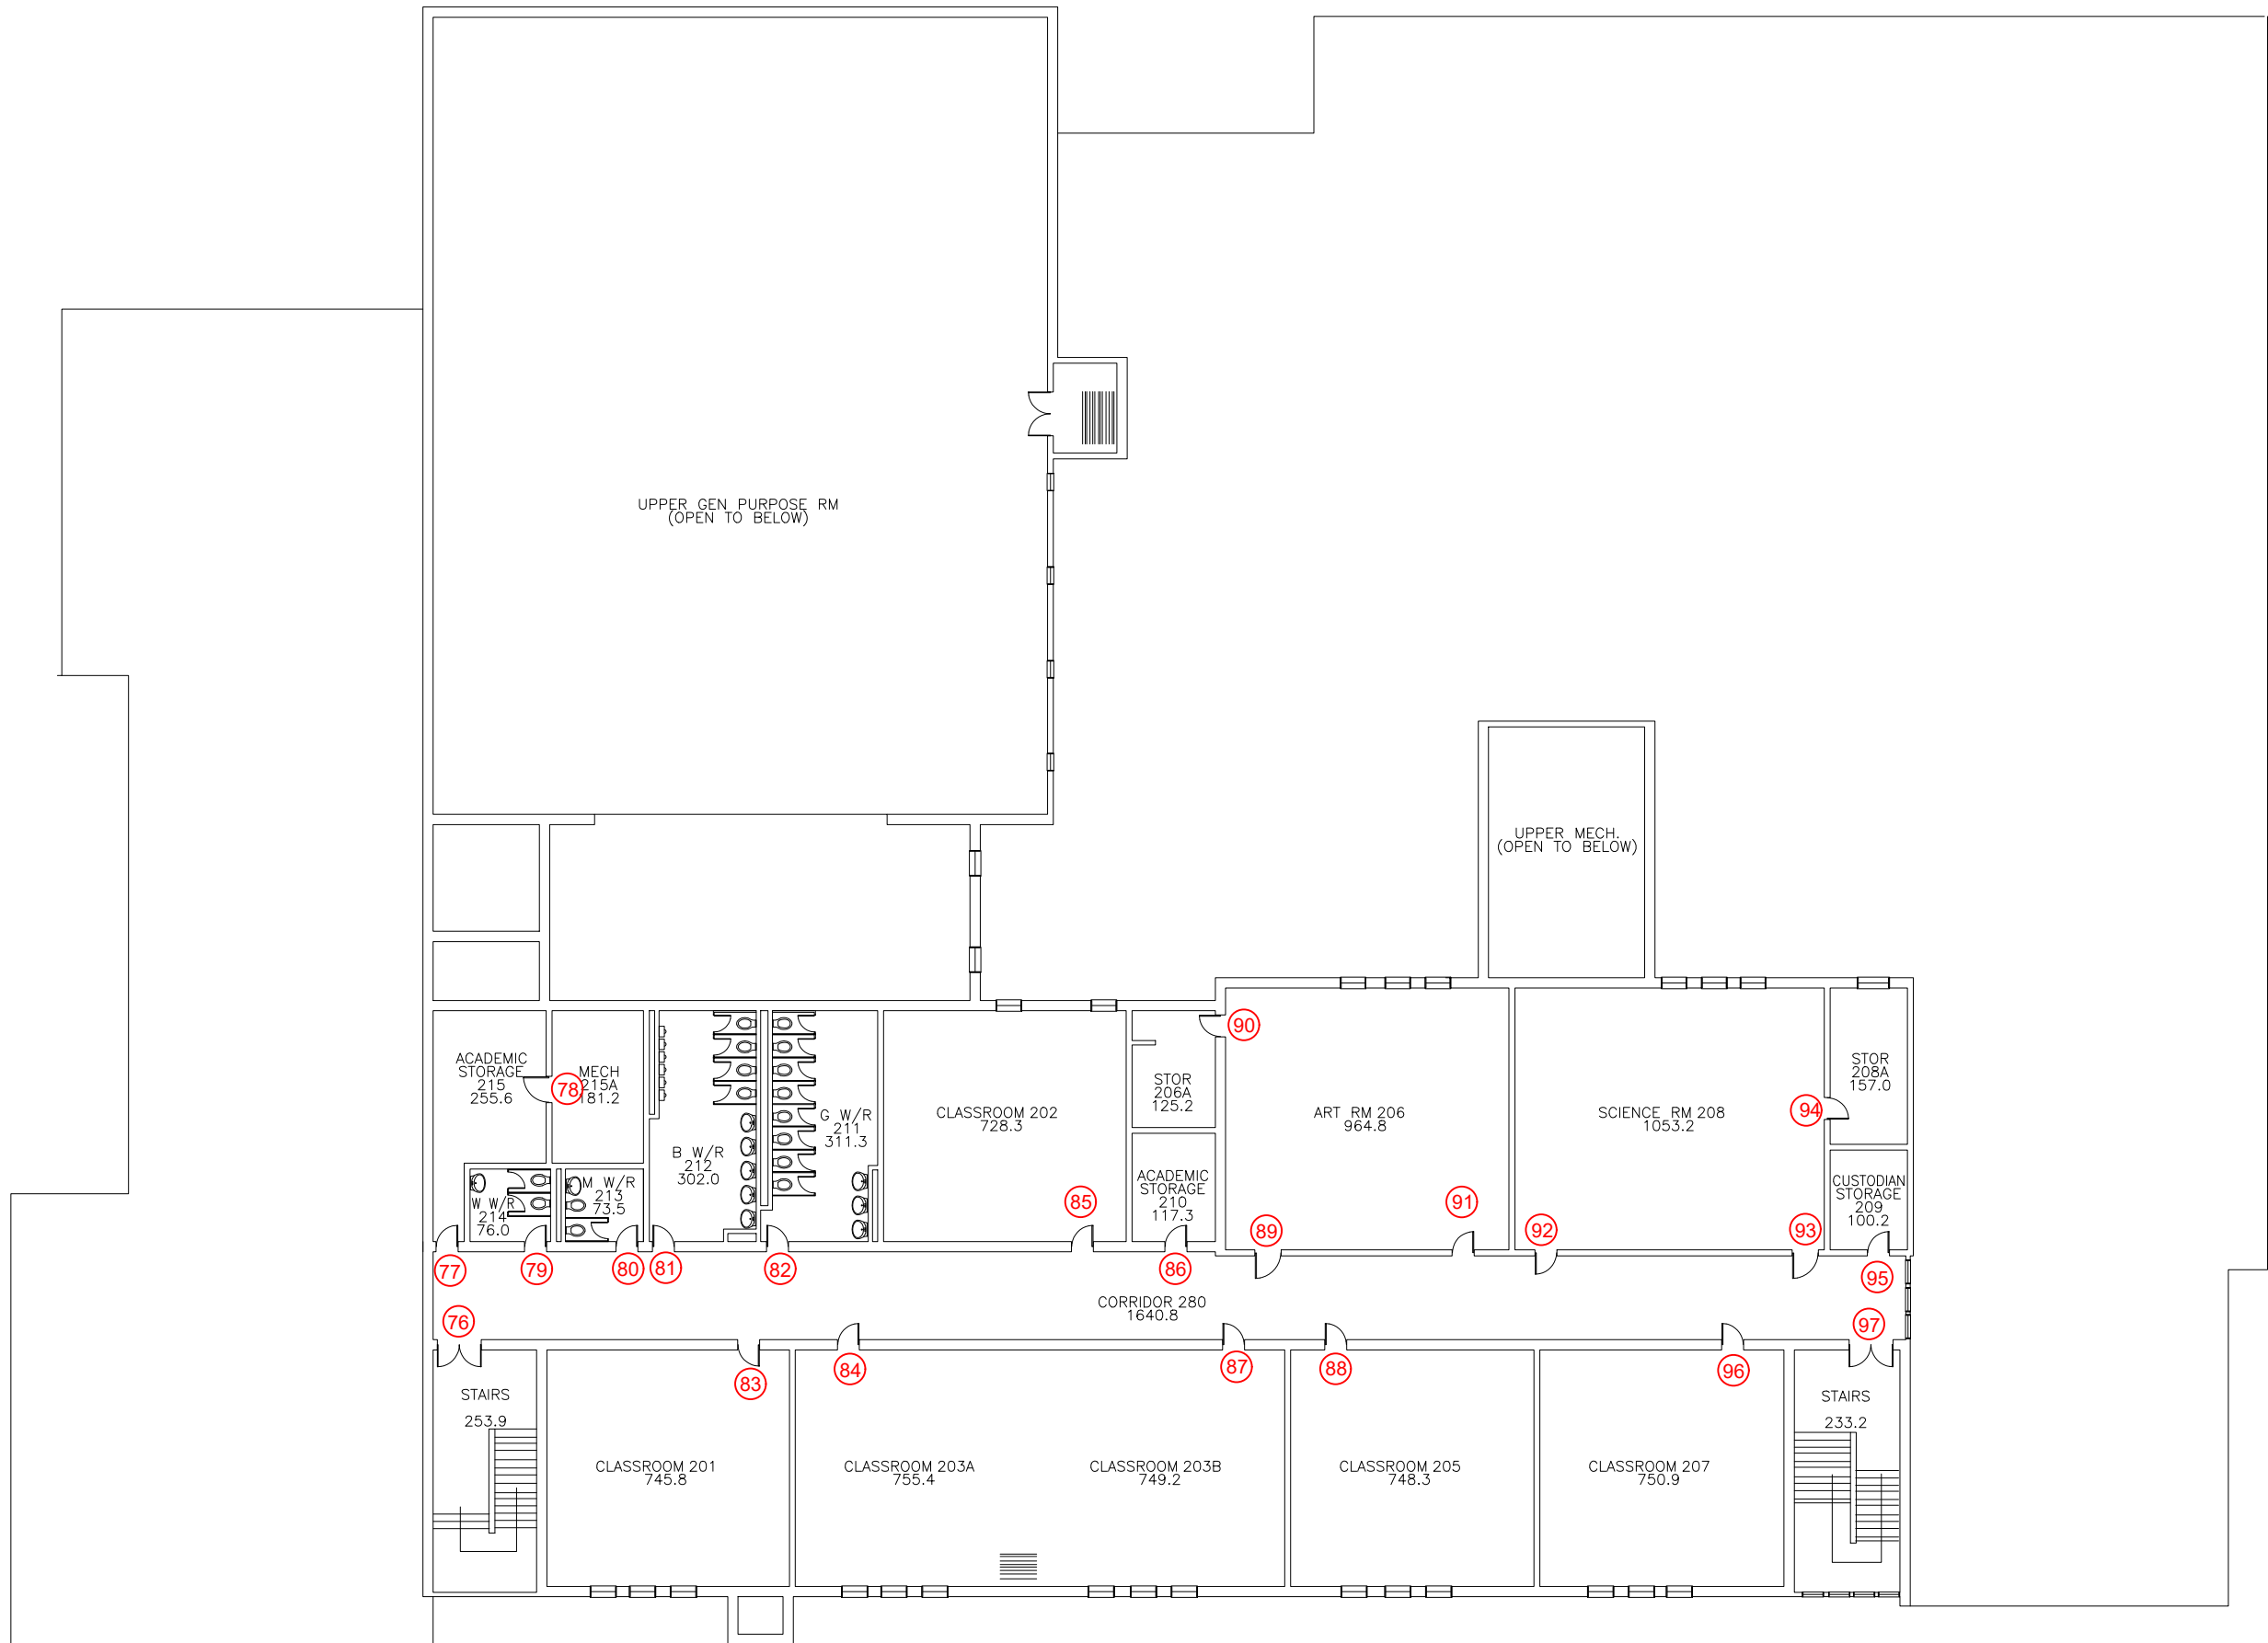 UPPER GEN PURPOSE RM
(OPEN TO BELOW)
UPPER MECH.
(OPEN TO BELOW)
90
ACADEMIC
STORAGE
215
255.6
78
MECH
215A
181.2
STOR
206A
125.2
STOR
208A
157.0
CLASSROOM 202
728.3
ART RM 206
964.8
SCIENCE RM 208
1053.2
94
G W/R
211
311.3
B W/R
212
302.0
M W/R
213
73.5
W W/R
214
76.0
ACADEMIC
STORAGE
210
117.3
CUSTODIAN
STORAGE
209
100.2
85
91
89
92
93
77
79
80
81
82
86
95
CORRIDOR 280
1640.8
76
97
83
84
87
88
96
STAIRS
253.9
STAIRS
233.2
CLASSROOM 201
745.8
CLASSROOM 203A
755.4
CLASSROOM 203B
749.2
CLASSROOM 205
748.3
CLASSROOM 207
750.9